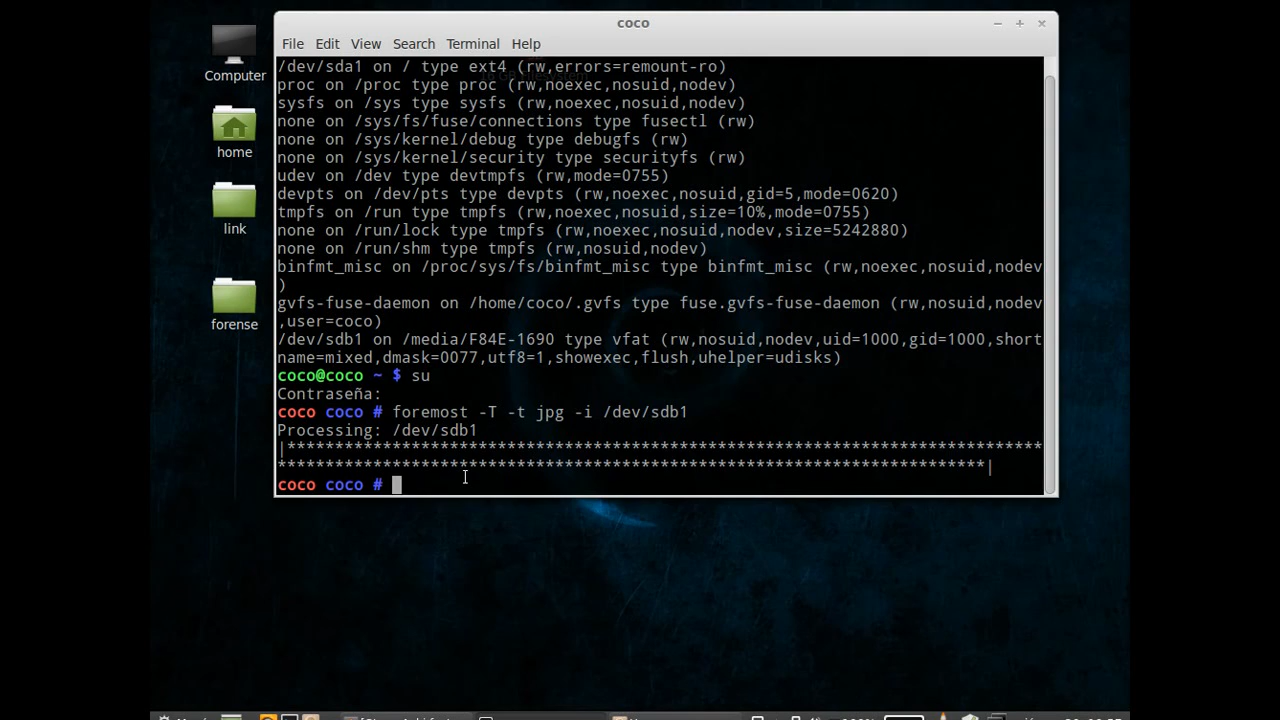 coco
File Edit View Search Terminal Help
Computer
home
link
forense
/dev/sda1 on / type ext4 (rw,errors=remount-ro)
proc on /proc type proc (rw,noexec,nosuid,nodev)
sysfs on /sys type sysfs (rw,noexec,nosuid,nodev)
none on /sys/fs/fuse/connections type fusectl (rw)
none on /sys/kernel/debug type debugfs (rw)
none on /sys/kernel/security type securityfs (rw)
udev on /dev type devtmpfs (rw,mode=0755)
devpts on /dev/pts type devpts (rw,noexec,nosuid,gid=5,mode=0620)
tmpfs on /run type tmpfs (rw,noexec,nosuid,size=10%,mode=0755)
none on /run/lock type tmpfs (rw,noexec,nosuid,nodev,size=5242880)
none on /run/shm type tmpfs (rw,nosuid,nodev)
binfmt_misc on /proc/sys/fs/binfmt_misc type binfmt_misc (rw,noexec,nosuid,nodev
)
gvfs-fuse-daemon on /home/coco/.gvfs type fuse.gvfs-fuse-daemon (rw,nosuid,nodev
,user=coco)
/dev/sdb1 on /media/F84E-1690 type vfat (rw,nosuid,nodev,uid=1000,gid=1000,short
name=mixed,dmask=0077,utf8=1,showexec,flush,uhelper=udisks)
coco@coco ~ $ su
Contraseña:
coco coco # foremost -T -t jpg -i /dev/sdb1
Processing: /dev/sdb1
|*******************************************************************************
**************************************************************************|
coco coco #